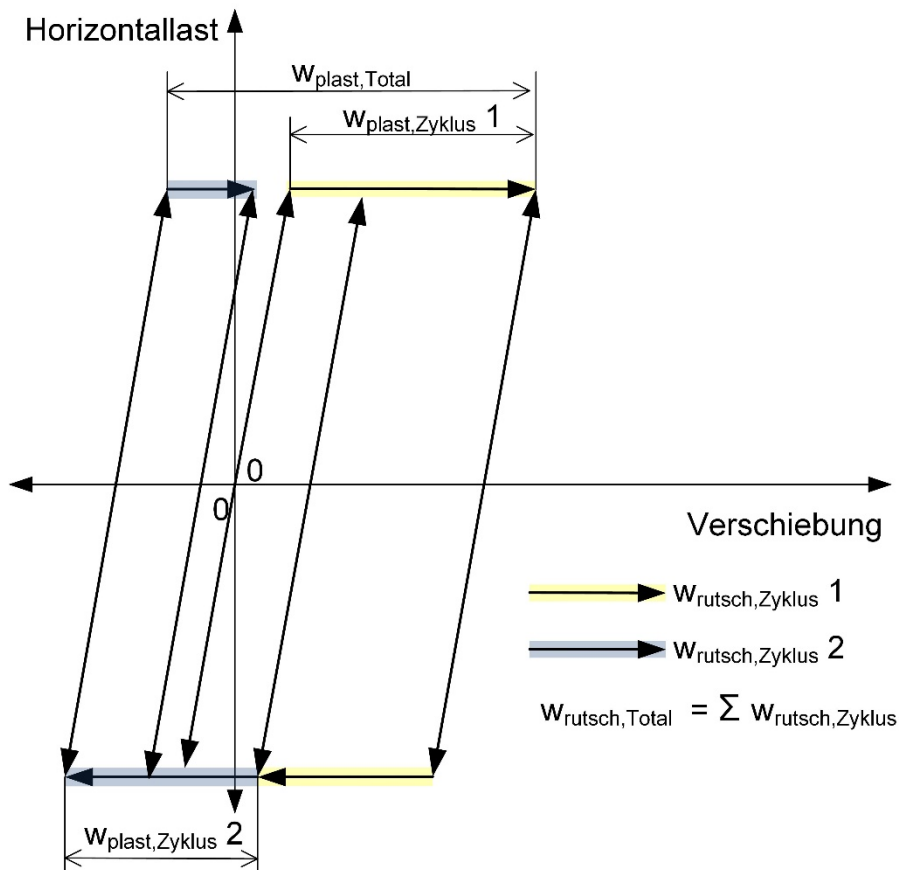 Horizontallast
w_plast,Total
w_plast,Zyklus 1
0
0
Verschiebung
w_rutsch,Zyklus 1
w_rutsch,Zyklus 2
w_rutsch,Total = Σ w_rutsch,Zyklus
w_plast,Zyklus 2